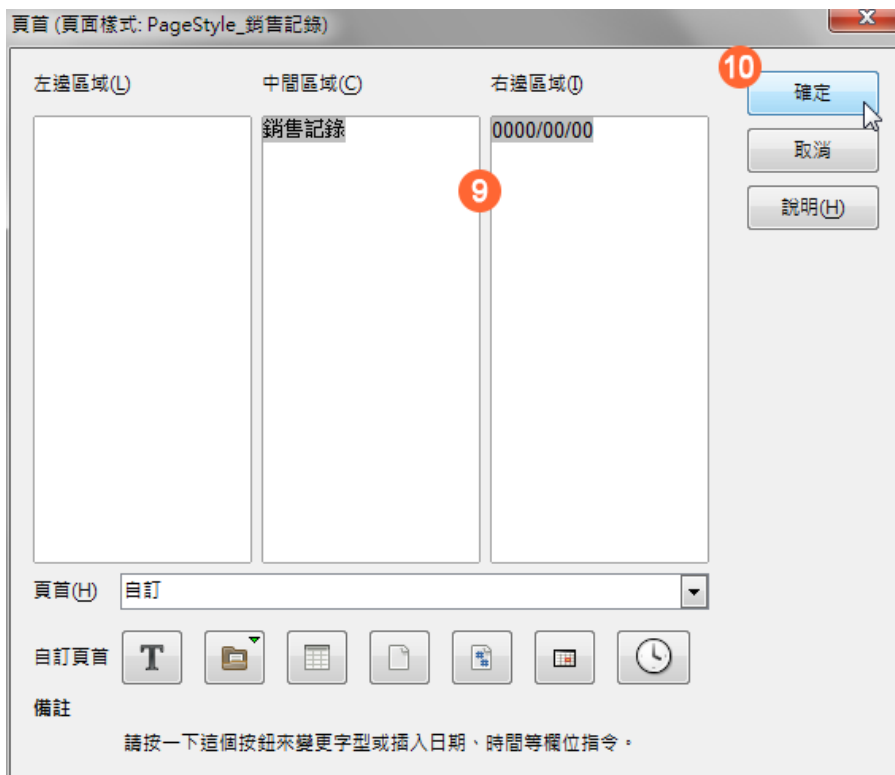 頁首 (頁面樣式: PageStyle_銷售記錄)
左邊區域(L) 中間區域(C) 右邊區域(I)
銷售記錄 0000/00/00
9
10
確定
取消
說明(H)
頁首(H) 自訂
自訂頁首 T
備註
請按一下這個按鈕來變更字型或插入日期、時間等欄位指令。